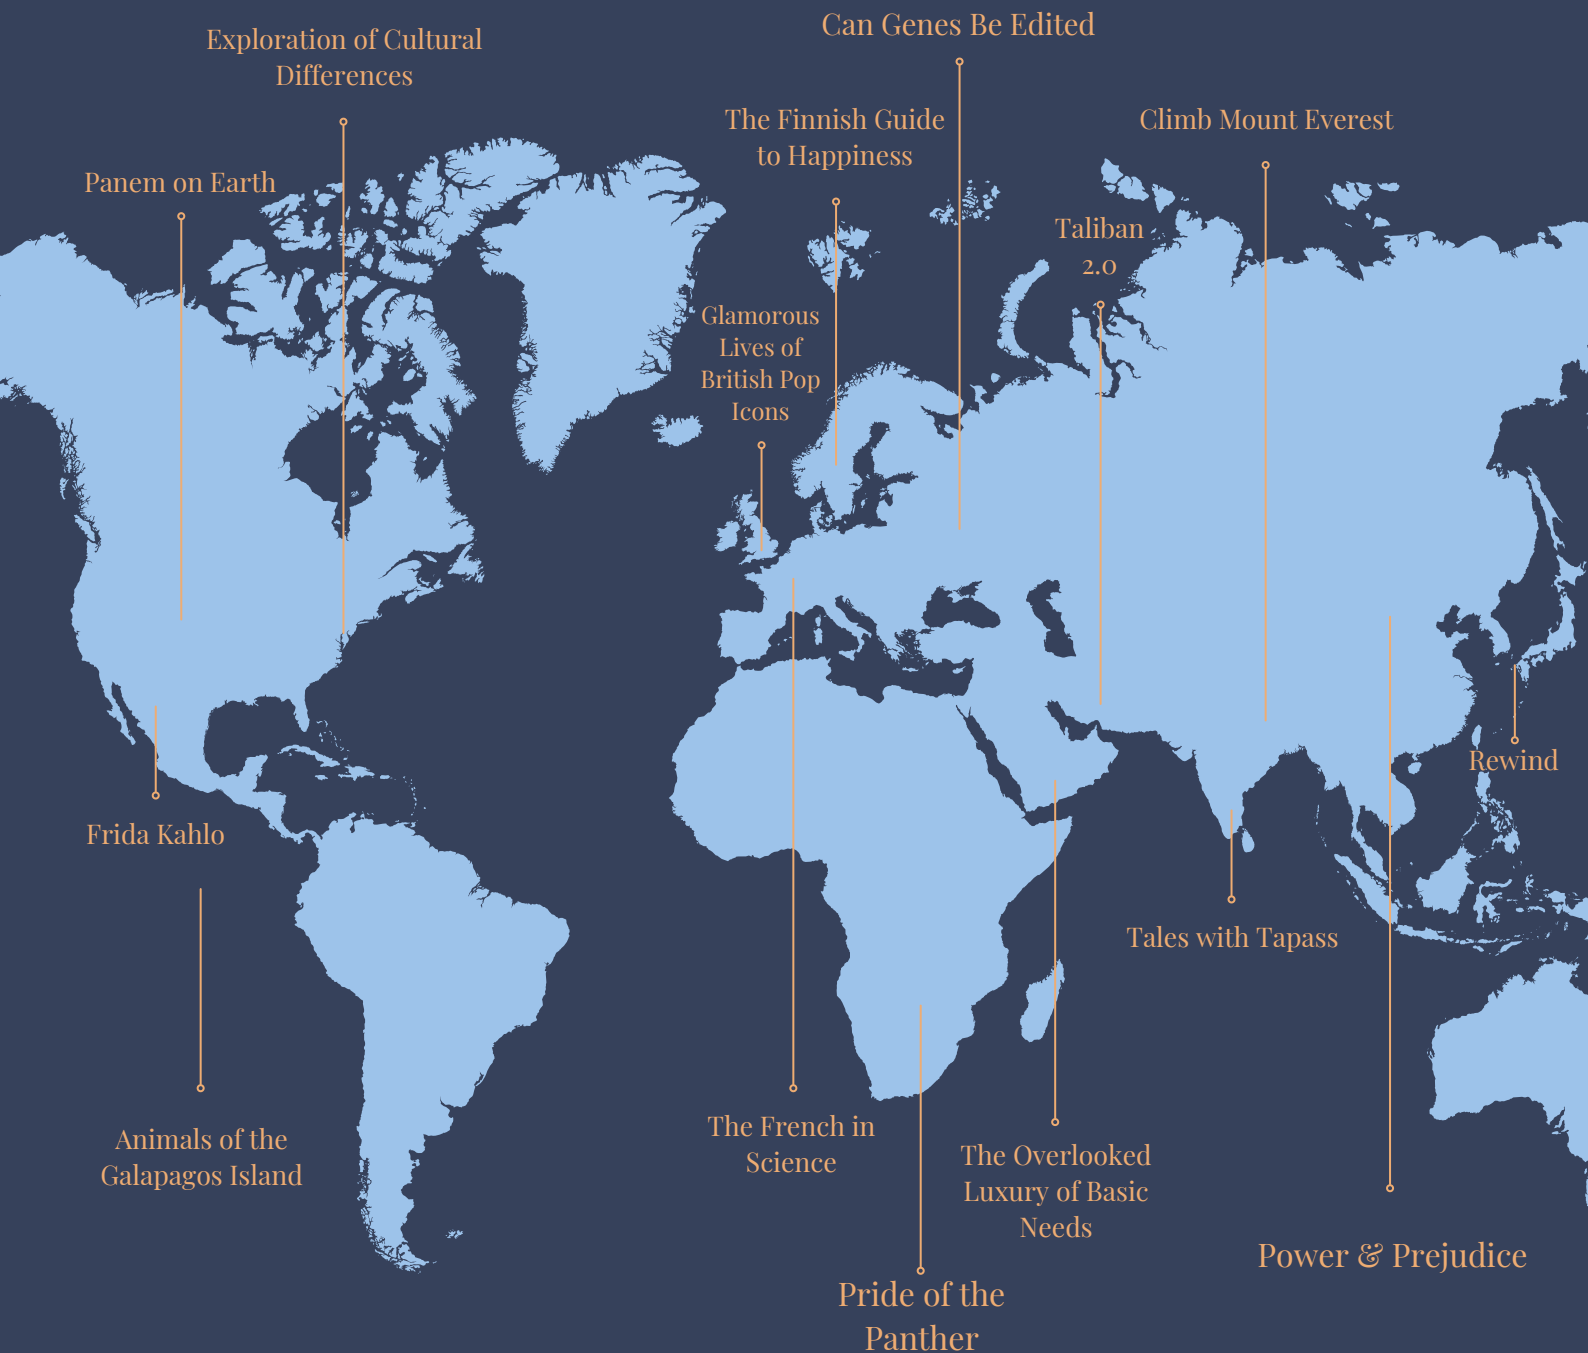 Can Genes Be Edited
Exploration of Cultural
Differences
The Finnish Guide
to Happiness
Climb Mount Everest
Panem on Earth
Taliban
2.0
Glamorous
Lives of
British Pop
Icons
Rewind
Frida Kahlo
Tales with Tapass
The French in
Science
Animals of the
Galapagos Island
The Overlooked
Luxury of Basic
Needs
Power & Prejudice
Pride of the
Panther